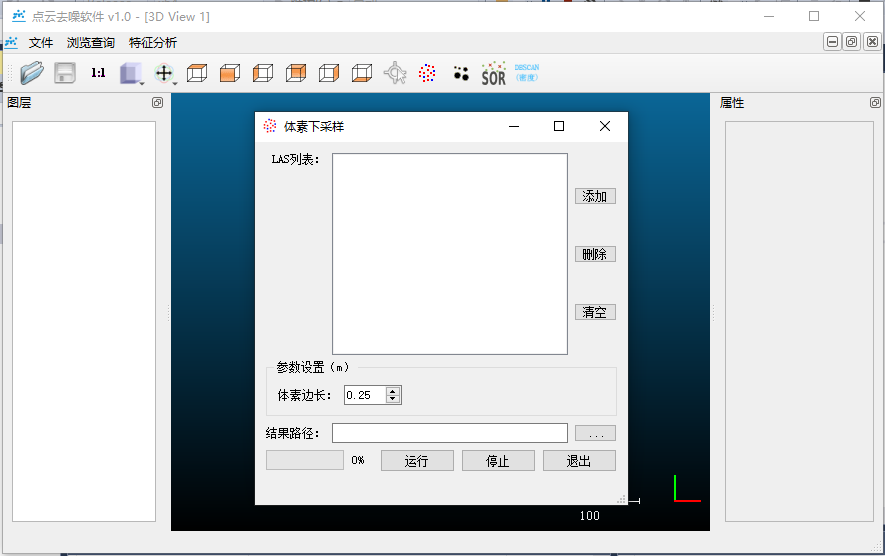 点云去噪软件 v1.0 - [3D View 1]
文件 浏览查询 特征分析
1:1 SOR DBSCAN
(密度)
图层
属性
体素下采样
LAS列表：
添加
删除
清空
参数设置（m）
体素边长： 0.25
结果路径： ...
0% 运行 停止 退出
100